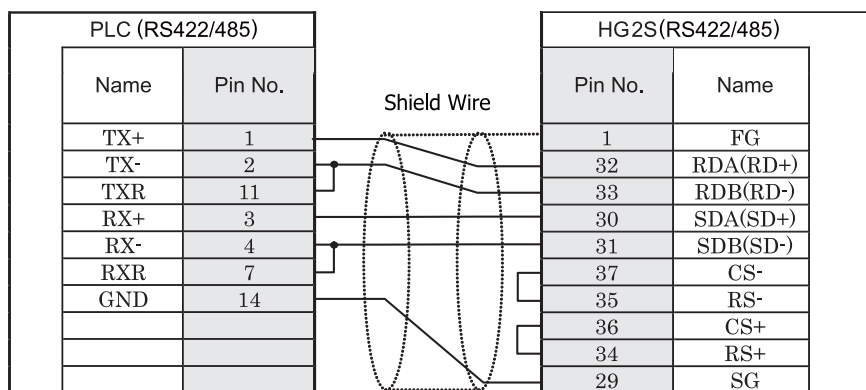 PLC (RS422/485) HG2S(RS422/485)
Name Pin No. Shield Wire Pin No. Name
TX+ 1 1 FG
TX- 2 32 RDA(RD+)
TXR 11 33 RDB(RD-)
RX+ 3 30 SDA(SD+)
RX- 4 31 SDB(SD-)
RXR 7 37 CS-
GND 14 35 RS-
36 CS+
34 RS+
29 SG